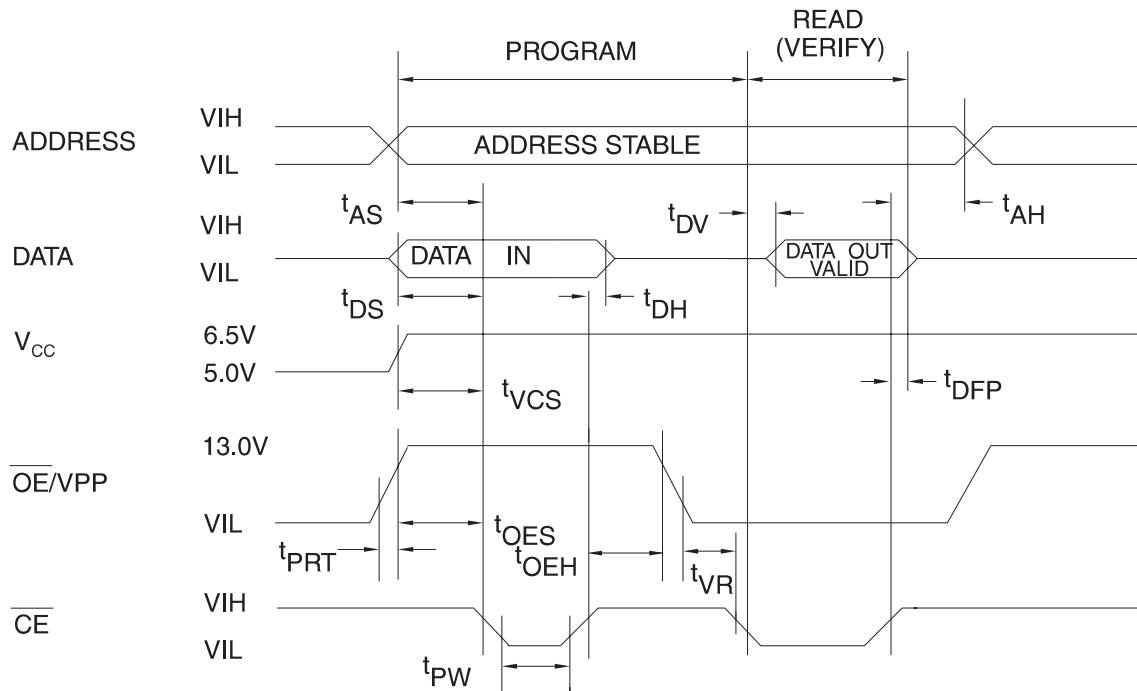 READ
(VERIFY)
PROGRAM
ADDRESS
VIH
VIL
ADDRESS STABLE
tAS
tDV
tAH
DATA
VIH
VIL
DATA IN
DATA OUT
VALID
tDS
tDH
VCC
6.5V
5.0V
tVCS
tDFP
OE/VPP
13.0V
VIL
tPRT
tOES
tOEH
tVR
CE
VIH
VIL
tPW